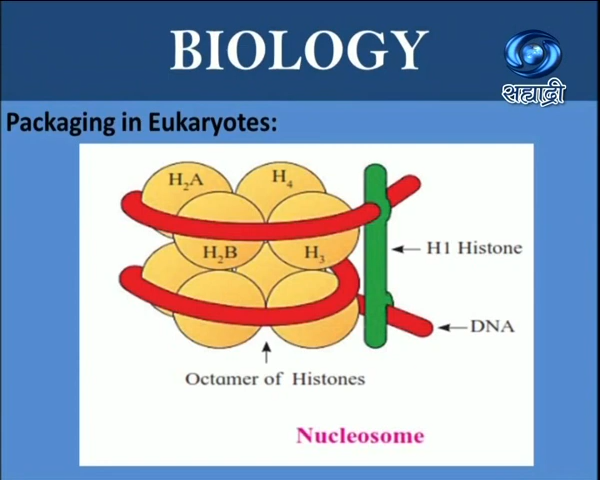 BIOLOGY
सह्याद्री
Packaging in Eukaryotes:
H₂A
H₄
H₂B
H₃
H1 Histone
DNA
Octamer of Histones
Nucleosome